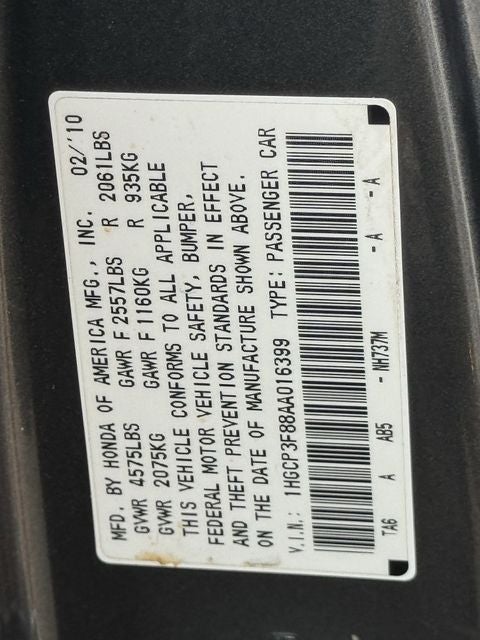 MFD. BY HONDA OF AMERICA MFG., INC. 02/'10
GVWR 4575LBS GAWR F 2557LBS R 2061LBS
GVWR 2075KG GAWR F 1160KG R 935KG
THIS VEHICLE CONFORMS TO ALL APPLICABLE
FEDERAL MOTOR VEHICLE SAFETY, BUMPER,
AND THEFT PREVENTION STANDARDS IN EFFECT
ON THE DATE OF MANUFACTURE SHOWN ABOVE.
V.I.N.: 1HGCP3F88AA016399 TYPE: PASSENGER CAR
TA6 A AB5 - NH737M - A - A